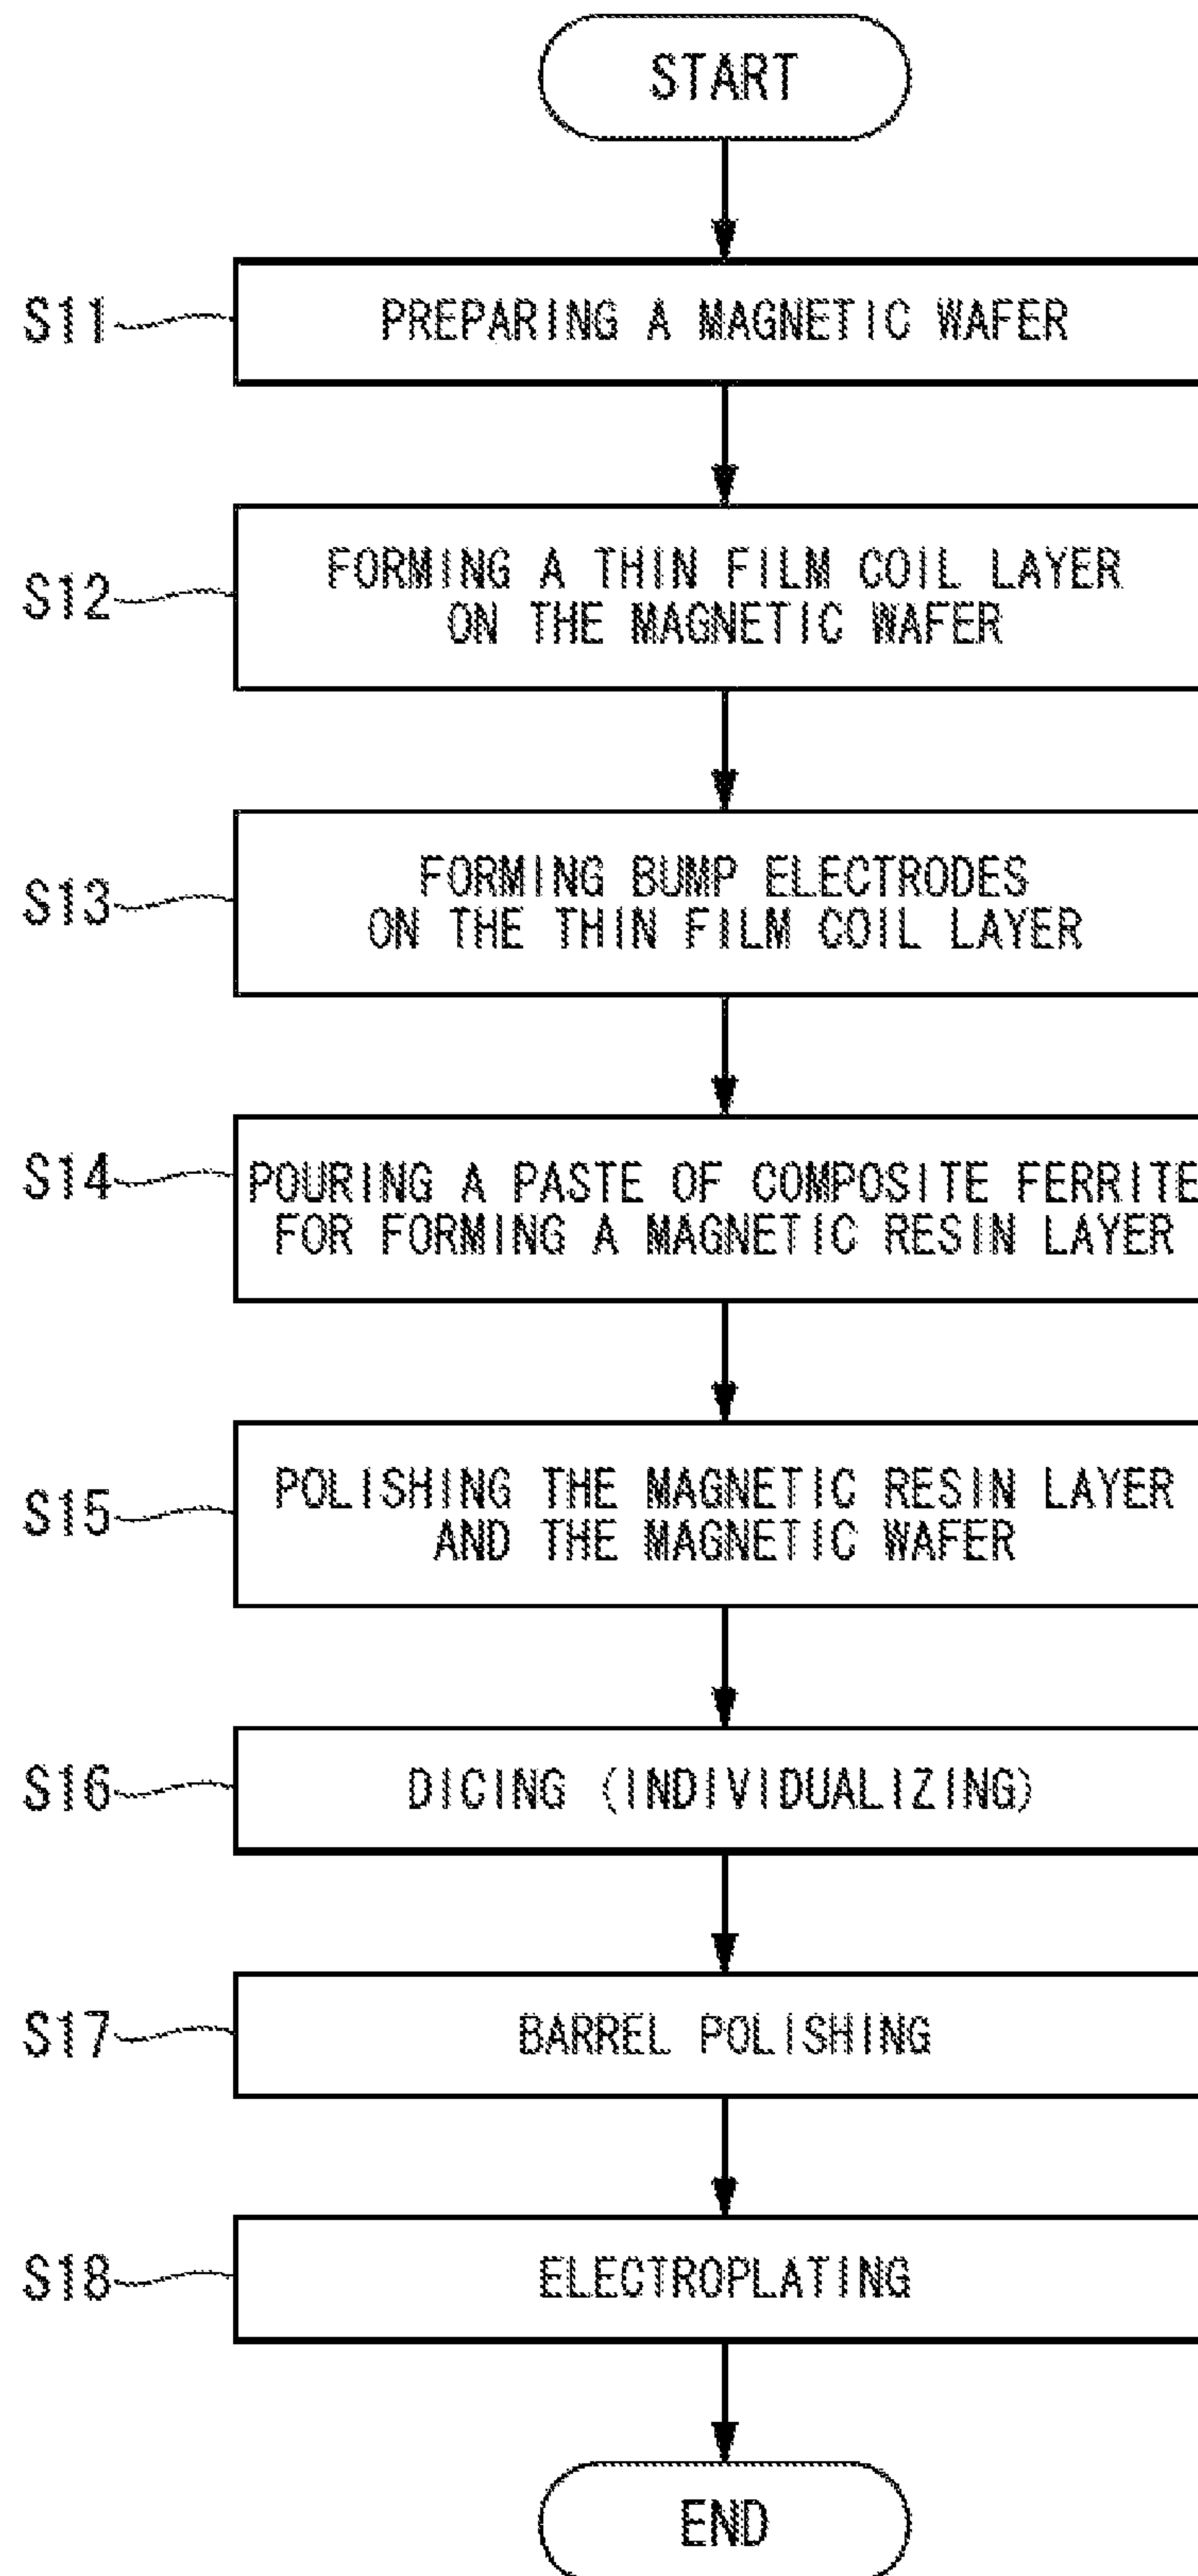 START
S11
PREPARING A MAGNETIC WAFER
S12
FORMING A THIN FILM COIL LAYER
ON THE MAGNETIC WAFER
S13
FORMING BUMP ELECTRODES
ON THE THIN FILM COIL LAYER
S14
POURING A PASTE OF COMPOSITE FERRITE
FOR FORMING A MAGNETIC RESIN LAYER
S15
POLISHING THE MAGNETIC RESIN LAYER
AND THE MAGNETIC WAFER
S16
DICING (INDIVIDUALIZING)
S17
BARREL POLISHING
S18
ELECTROPLATING
END